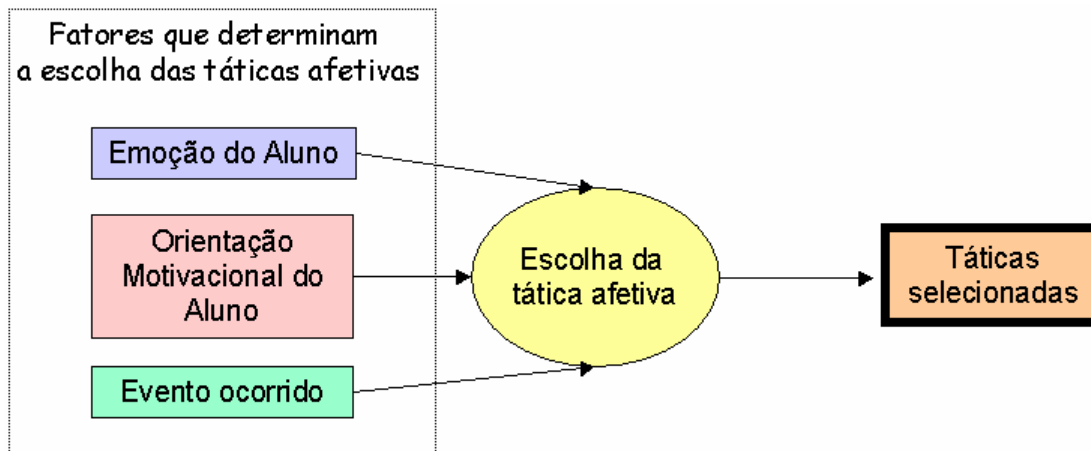 Fatores que determinam
a escolha das táticas afetivas
Emoção do Aluno
Orientação
Motivacional do
Aluno
Evento ocorrido
Escolha da
tática afetiva
Táticas
selecionadas